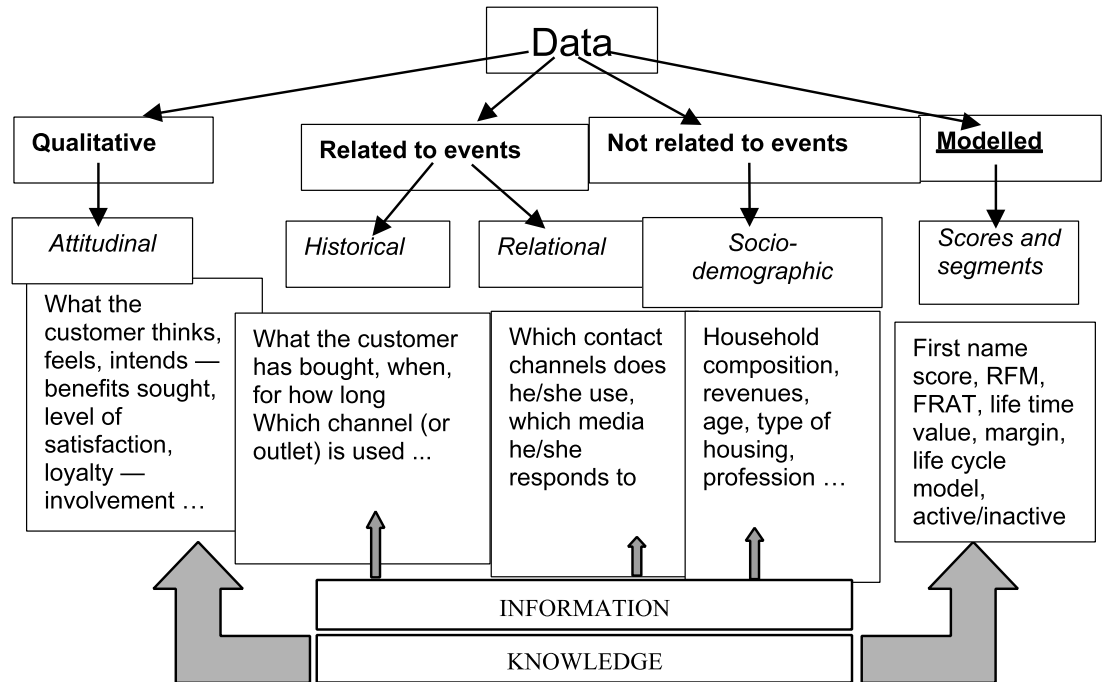 Data
Qualitative
Related to events
Not related to events
Modelled
Attitudinal
Historical
Relational
Socio-
demographic
Scores and
segments
What the
customer thinks,
feels, intends —
benefits sought,
level of
satisfaction,
loyalty —
involvement …
What the customer
has bought, when,
for how long
Which channel (or
outlet) is used ...
Which contact
channels does
he/she use,
which media
he/she
responds to
Household
composition,
revenues,
age, type of
housing,
profession …
First name
score, RFM,
FRAT, life time
value, margin,
life cycle
model,
active/inactive
INFORMATION
KNOWLEDGE